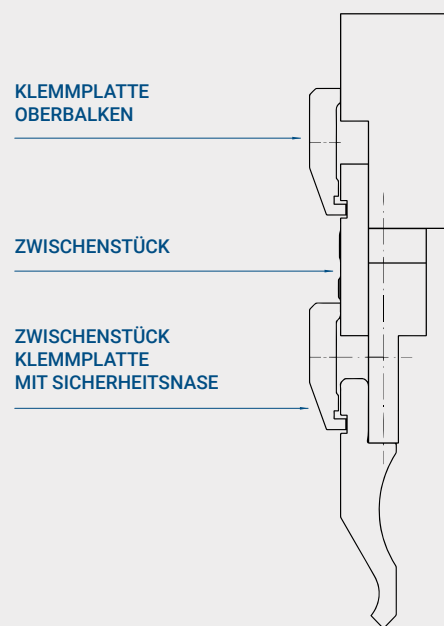 KLEMMPLATTE
OBERBALKEN
ZWISCHENSTÜCK
ZWISCHENSTÜCK
KLEMMPLATTE
MIT SICHERHEITSNASE